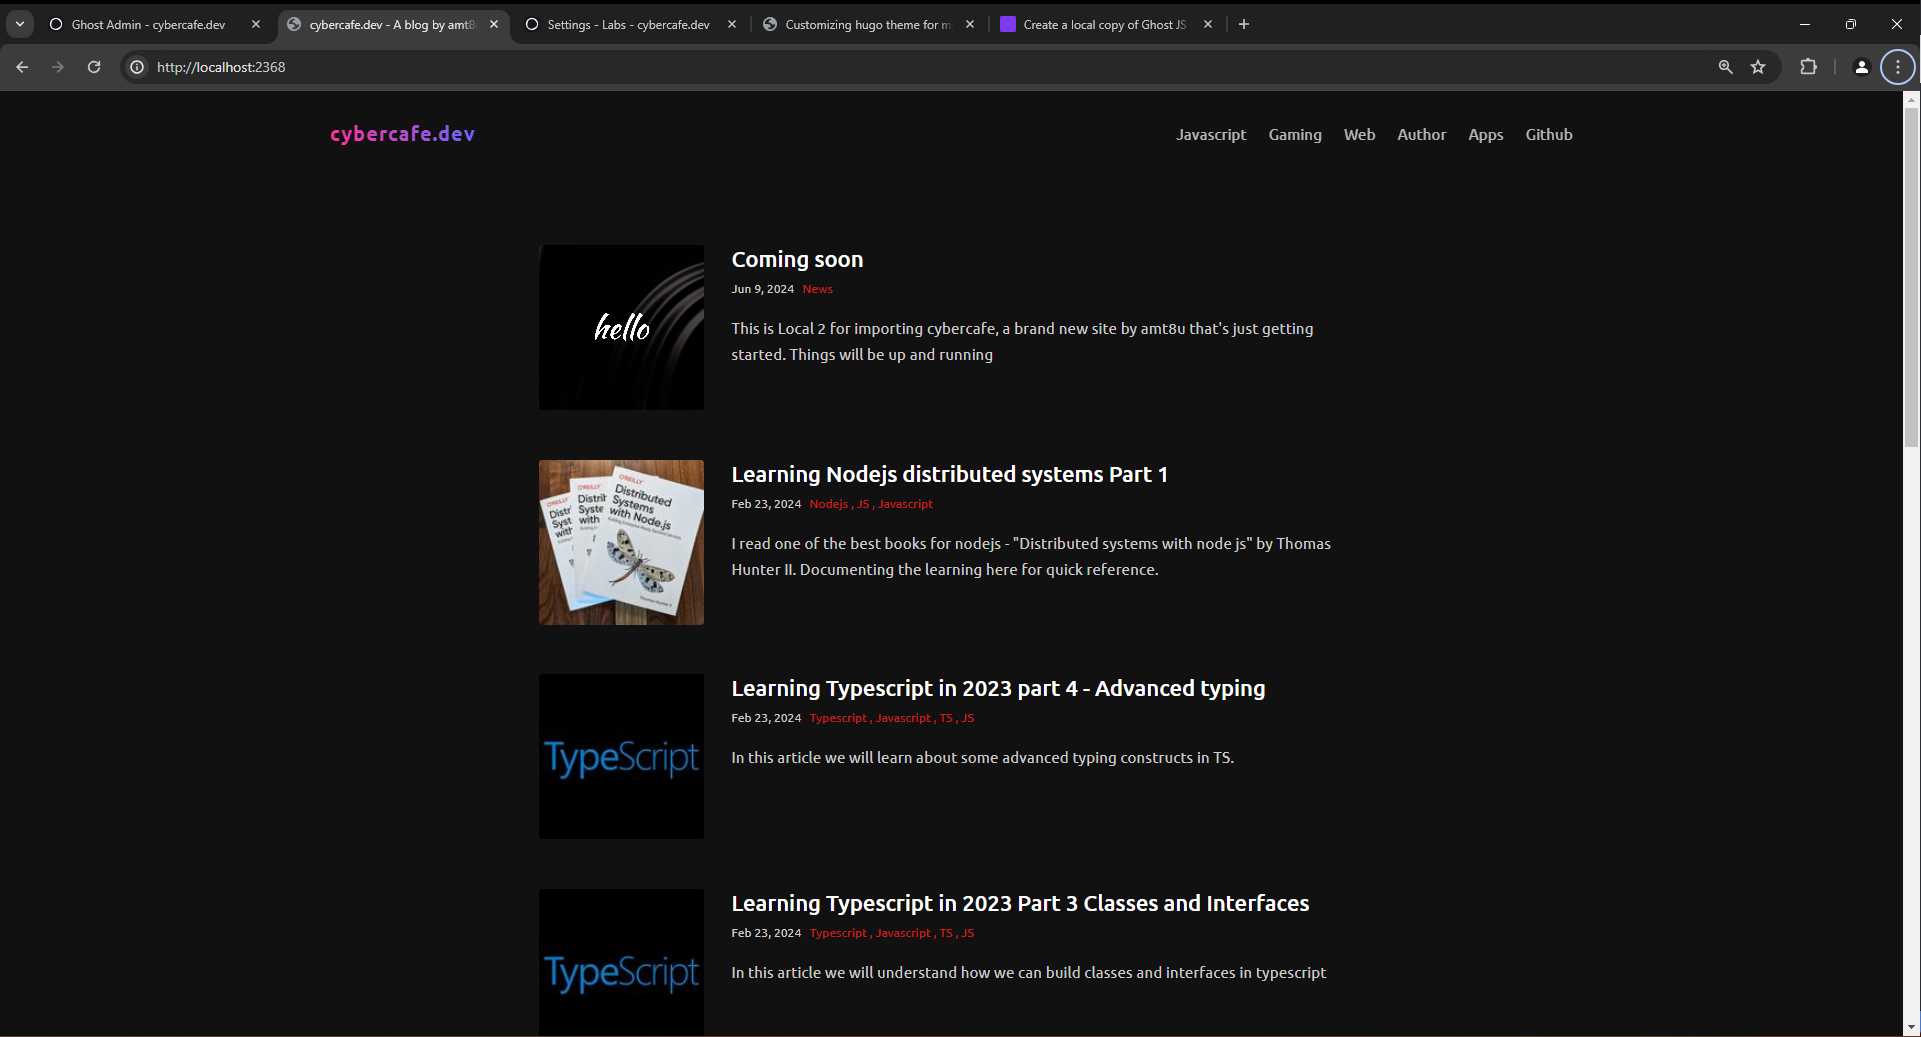 Ghost Admin - cybercafe.dev
cybercafe.dev - A blog by amt8
Settings - Labs - cybercafe.dev
Customizing hugo theme for m
Create a local copy of Ghost JS
http://localhost:2368
cybercafe.dev
Javascript Gaming Web Author Apps Github
hello
Coming soon
Jun 9, 2024 News
This is Local 2 for importing cybercafe, a brand new site by amt8u that's just getting
started. Things will be up and running
O'REILLY
Distributed
Systems
with Node.js
Thomas Hunter II
Learning Nodejs distributed systems Part 1
Feb 23, 2024 Nodejs , JS , Javascript
I read one of the best books for nodejs - "Distributed systems with node js" by Thomas
Hunter II. Documenting the learning here for quick reference.
TypeScript
Learning Typescript in 2023 part 4 - Advanced typing
Feb 23, 2024 Typescript , Javascript , TS , JS
In this article we will learn about some advanced typing constructs in TS.
TypeScript
Learning Typescript in 2023 Part 3 Classes and Interfaces
Feb 23, 2024 Typescript , Javascript , TS , JS
In this article we will understand how we can build classes and interfaces in typescript